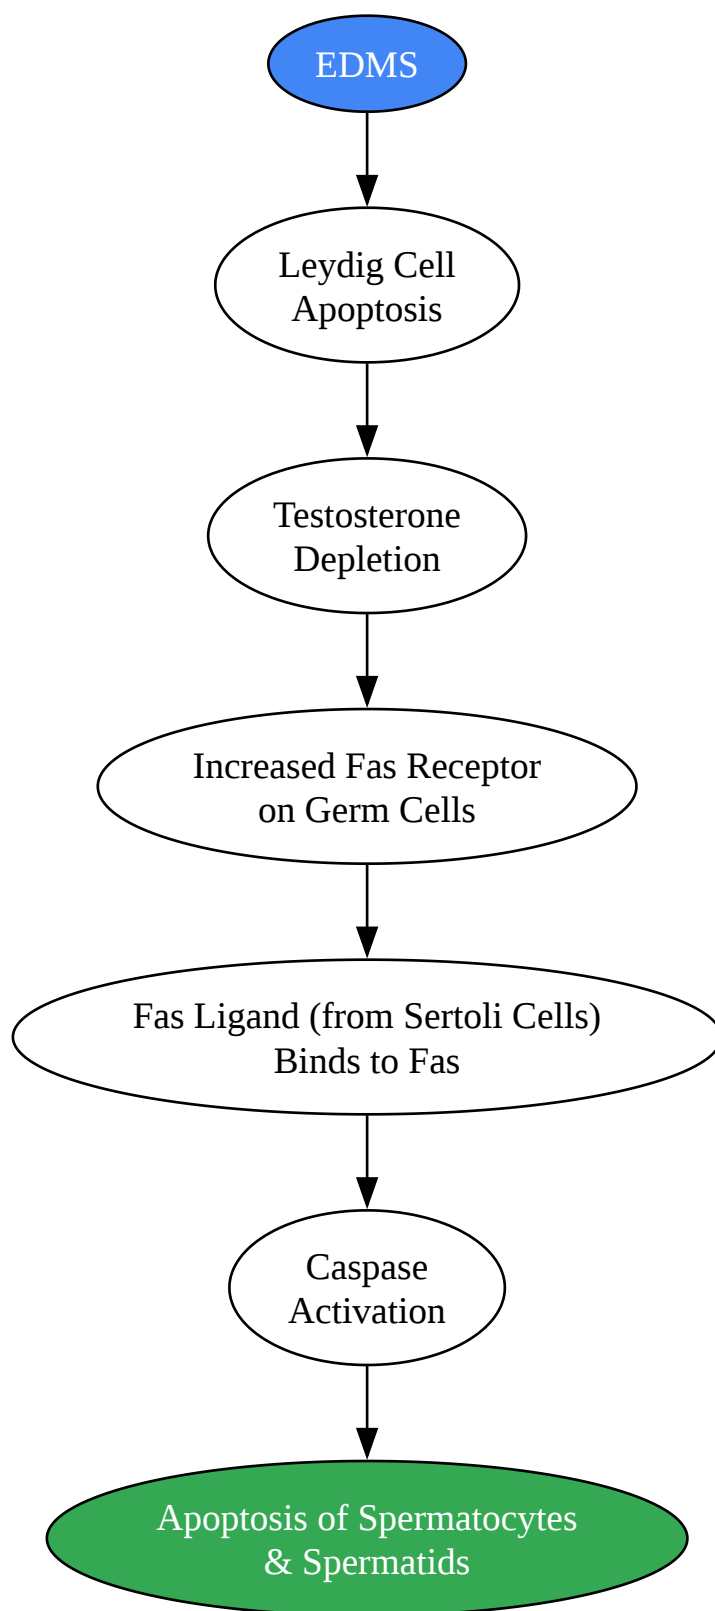 EDMS
Leydig Cell
Apoptosis
Testosterone
Depletion
Increased Fas Receptor
on Germ Cells
Fas Ligand (from Sertoli Cells)
Binds to Fas
Caspase
Activation
Apoptosis of Spermatocytes
& Spermatids